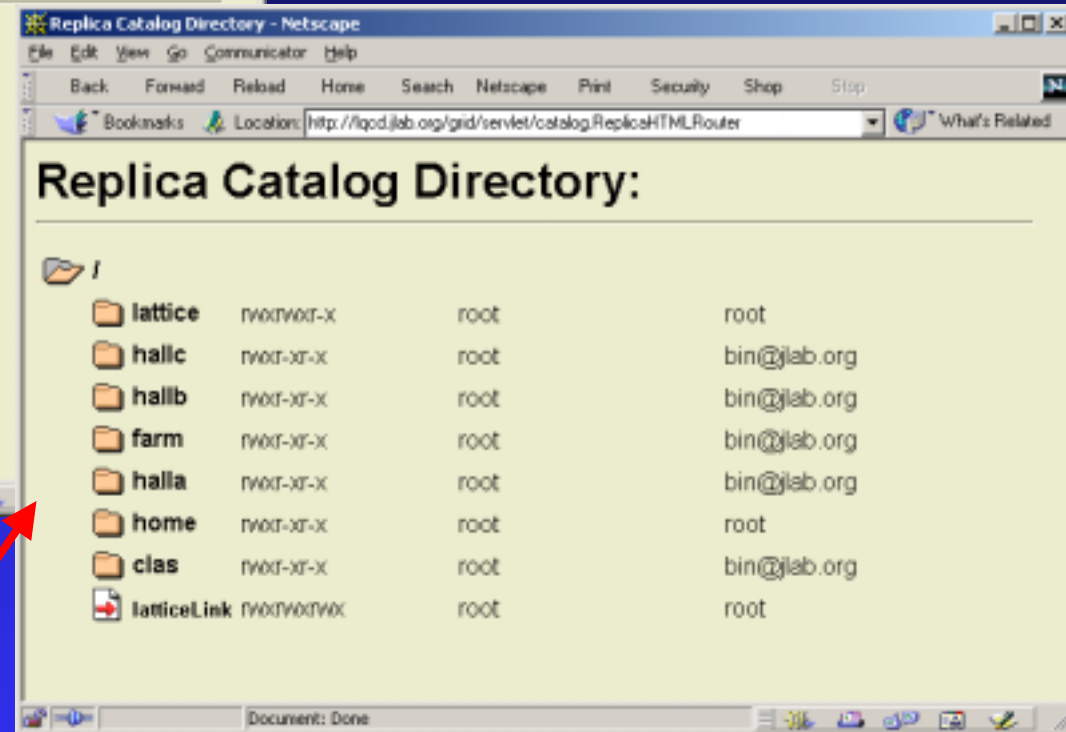 Replica Catalog Directory - Netscape
File Edit View Go Communicator Help
Back Forward Reload Home Search Netscape Print Security Shop Stop
Bookmarks Location: http://lqcd.jlab.org/grid/servlet/catalog.ReplicaHTMLRouter What's Related
Replica Catalog Directory:
/
lattice rwxrwxr-x root root
hallc rwxr-xr-x root bin@jlab.org
hallb rwxr-xr-x root bin@jlab.org
farm rwxr-xr-x root bin@jlab.org
halla rwxr-xr-x root bin@jlab.org
home rwxr-xr-x root root
clas rwxr-xr-x root bin@jlab.org
latticeLink rwxrwxrwx root root
Document: Done